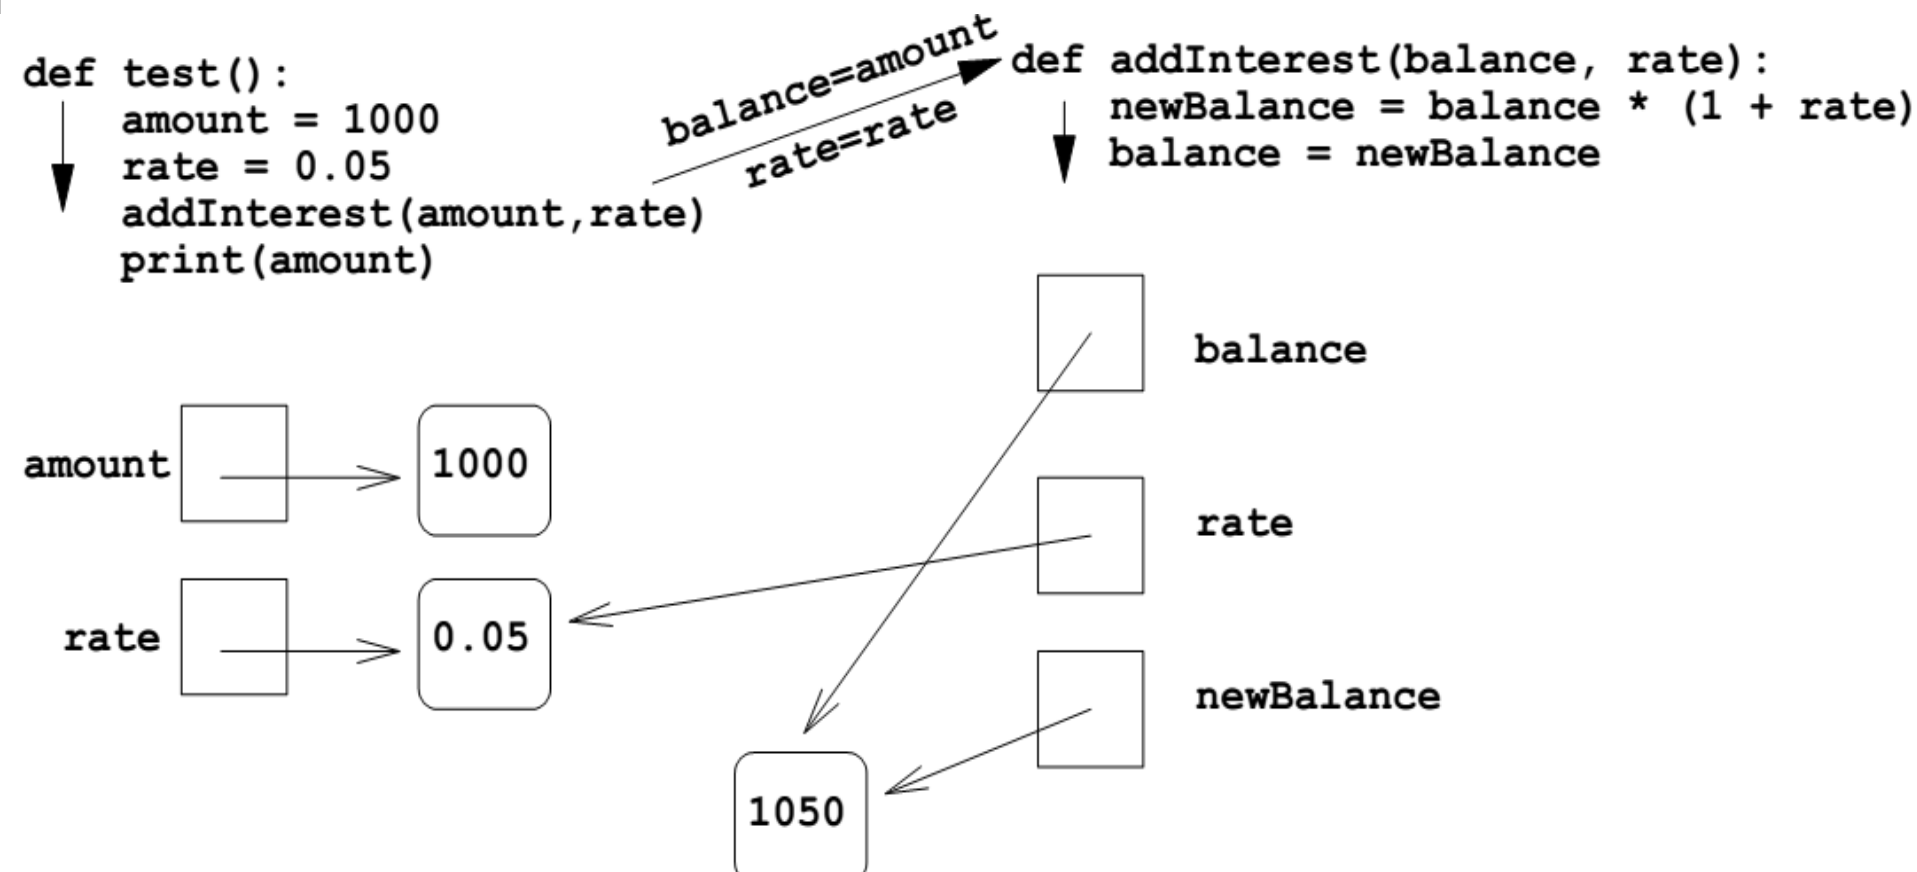 def test():
amount = 1000
rate = 0.05
addInterest(amount,rate)
print(amount)
balance=amount
rate=rate
def addInterest(balance, rate):
newBalance = balance * (1 + rate)
balance = newBalance
balance
amount
1000
rate
rate
0.05
newBalance
1050